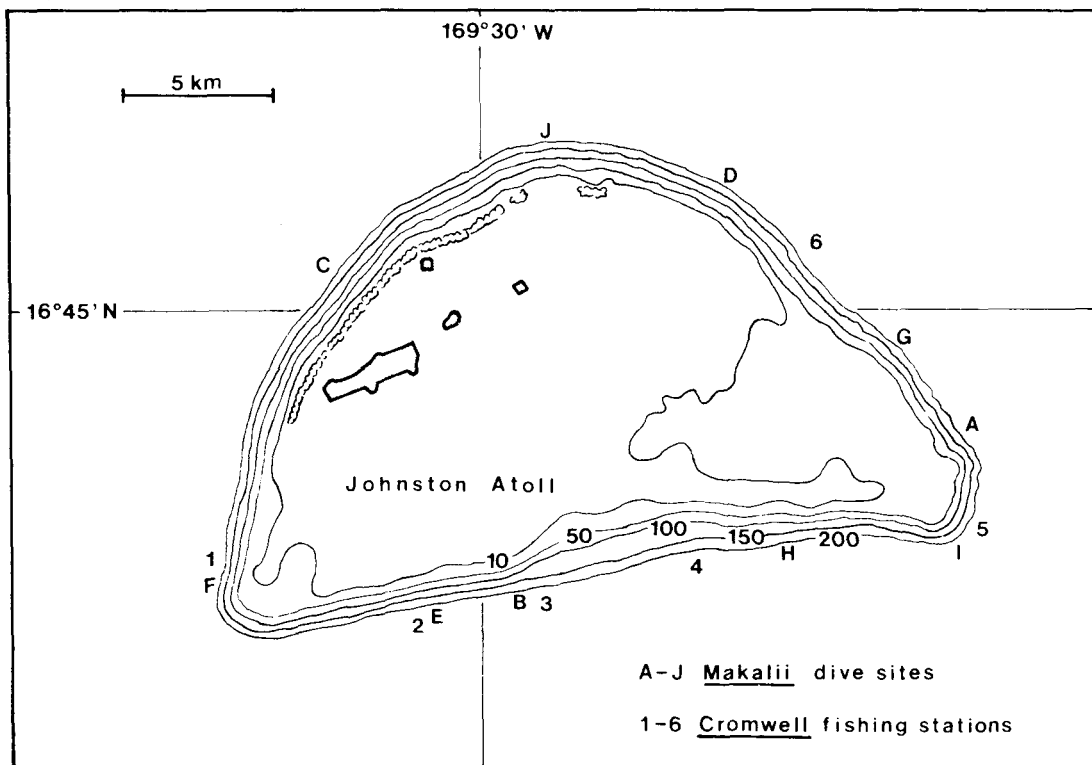 169°30' W
5 km
J
D
6
C
16°45' N
G
A
Johnston Atoll
10 50 100 150 200
1
F
5
I
H
4
B 3
E
2
A-J Makalii dive sites
1-6 Cromwell fishing stations